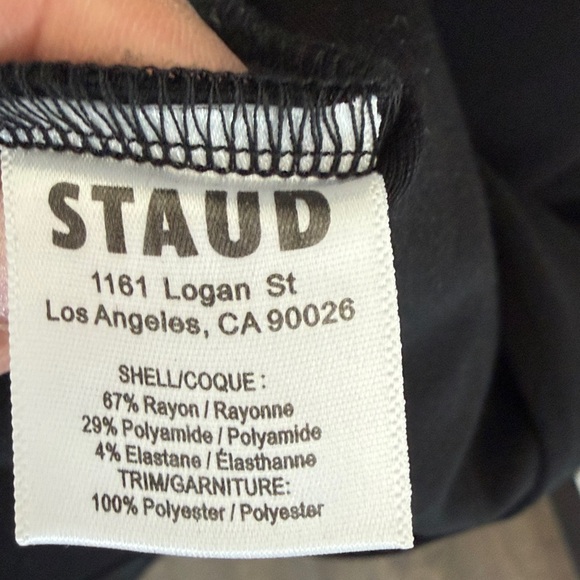 STAUD
1161 Logan St
Los Angeles, CA 90026
SHELL/COQUE :
67% Rayon / Rayonne
29% Polyamide / Polyamide
4% Elastane / Élasthanne
TRIM/GARNITURE:
100% Polyester / Polyester